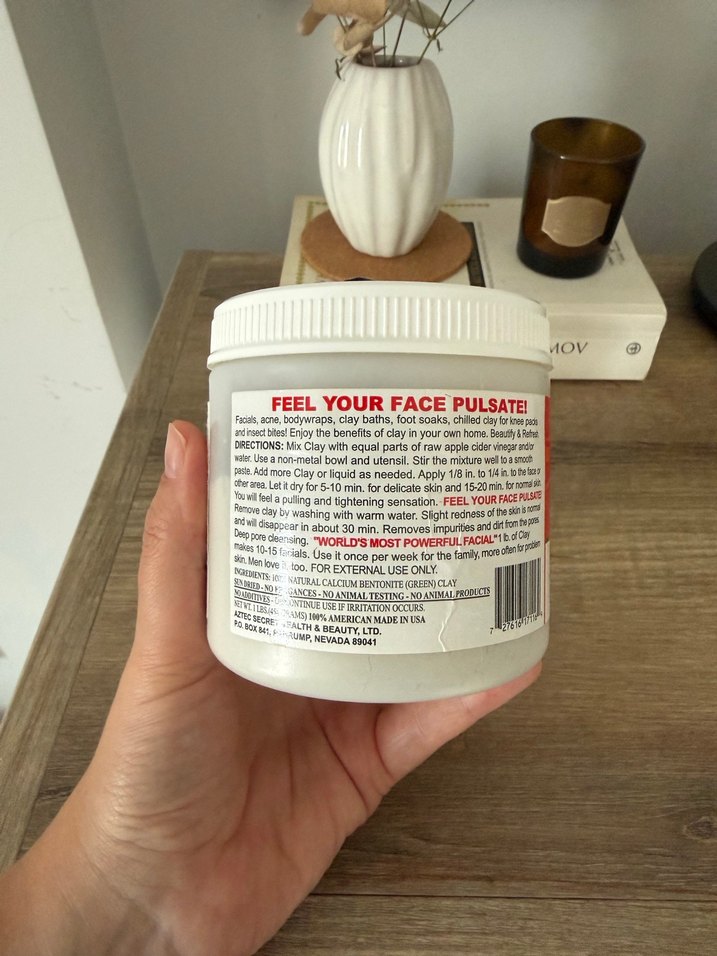 MOV
FEEL YOUR FACE PULSATE!
Facials, acne, bodywraps, clay baths, foot soaks, chilled clay for knee packs
and insect bites! Enjoy the benefits of clay in your own home. Beautify & Refresh
DIRECTIONS: Mix Clay with equal parts of raw apple cider vinegar and/or
water. Use a non-metal bowl and utensil. Stir the mixture well to a smooth
paste. Add more Clay or liquid as needed. Apply 1/8 in. to 1/4 in. to the face or
other area. Let it dry for 5-10 min. for delicate skin and 15-20 min. for normal skin.
You will feel a pulling and tightening sensation. FEEL YOUR FACE PULSATE!
Remove clay by washing with warm water. Slight redness of the skin is normal
and will disappear in about 30 min. Removes impurities and dirt from the pores.
Deep pore cleansing. "WORLD'S MOST POWERFUL FACIAL" 1 lb. of Clay
makes 10-15 facials. Use it once per week for the family, more often for problem
skin. Men love it, too. FOR EXTERNAL USE ONLY.
INGREDIENTS: NATURAL CALCIUM BENTONITE (GREEN) CLAY
SUN DRIED - NO - NO ANIMAL TESTING - NO ANIMAL PRODUCTS
NO ADDITIVES - USE IF IRRITATION OCCURS.
NET WT. 1 LBS. 100% AMERICAN MADE IN USA
AZTEC SECRET HEALTH & BEAUTY, LTD.
P.O. BOX 841, NEVADA 89041
7 27616 17116